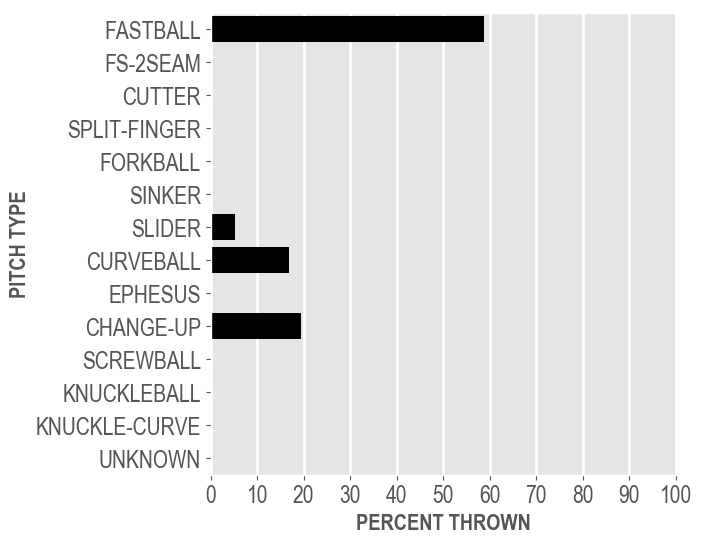 FASTBALL
FS-2SEAM
CUTTER
SPLIT-FINGER
FORKBALL
SINKER
SLIDER
CURVEBALL
EPHESUS
CHANGE-UP
SCREWBALL
KNUCKLEBALL
KNUCKLE-CURVE
UNKNOWN
PITCH TYPE
0 10 20 30 40 50 60 70 80 90 100
PERCENT THROWN